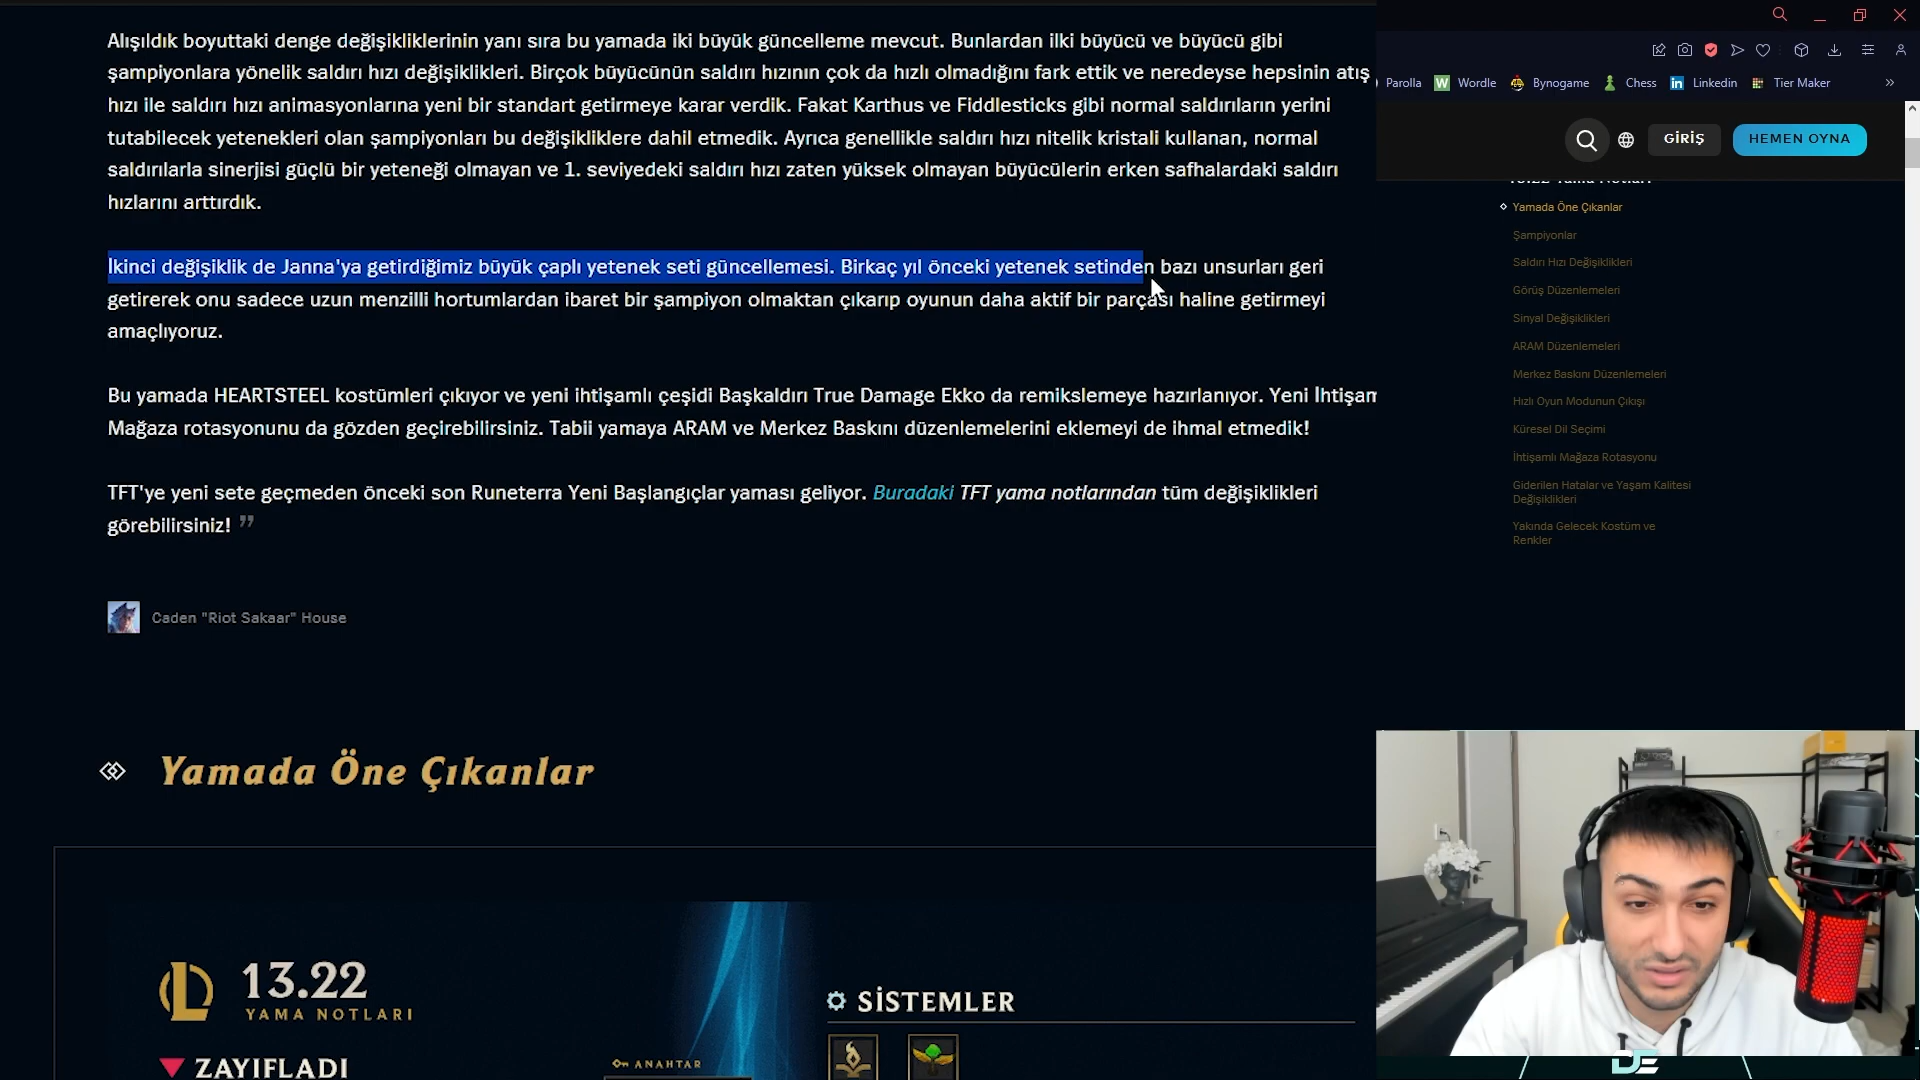 Alışıldık boyuttaki denge değişikliklerinin yanı sıra bu yamada iki büyük güncelleme mevcut. Bunlardan ilki büyücü ve büyücü gibi
şampiyonlara yönelik saldırı hızı değişiklikleri. Birçok büyücünün saldırı hızının çok da hızlı olmadığını fark ettik ve neredeyse hepsinin atış
hızı ile saldırı hızı animasyonlarına yeni bir standart getirmeye karar verdik. Fakat Karthus ve Fiddlesticks gibi normal saldırıların yerini
tutabilecek yetenekleri olan şampiyonları bu değişikliklere dahil etmedik. Ayrıca genellikle saldırı hızı nitelik kristali kullanan, normal
saldırılarla sinerjisi güçlü bir yeteneği olmayan ve 1. seviyedeki saldırı hızı zaten yüksek olmayan büyücülerin erken safhalardaki saldırı
hızlarını arttırdık.
İkinci değişiklik de Janna'ya getirdiğimiz büyük çaplı yetenek seti güncellemesi. Birkaç yıl önceki yetenek setinden bazı unsurları geri
getirerek onu sadece uzun menzilli hortumlardan ibaret bir şampiyon olmaktan çıkarıp oyunun daha aktif bir parçası haline getirmeyi
amaçlıyoruz.
Bu yamada HEARTSTEEL kostümleri çıkıyor ve yeni ihtişamlı çeşidi Başkaldırı True Damage Ekko da remikslemeye hazırlanıyor. Yeni İhtişam
Mağaza rotasyonunu da gözden geçirebilirsiniz. Tabii yamaya ARAM ve Merkez Baskını düzenlemelerini eklemeyi de ihmal etmedik!
TFT'ye yeni sete geçmeden önceki son Runeterra Yeni Başlangıçlar yaması geliyor. Buradaki TFT yama notlarından tüm değişiklikleri
görebilirsiniz! ”
Caden "Riot Sakaar" House
Yamada Öne Çıkanlar
13.22
YAMA NOTLARI
ZAYIFLADI
ANAHTAR
SİSTEMLER
Parolla
W Wordle
Bynogame
Chess
in Linkedin
Tier Maker
»
GİRİŞ
HEMEN OYNA
13.22 Yama Notları
Yamada Öne Çıkanlar
Şampiyonlar
Saldırı Hızı Değişiklikleri
Görüş Düzenlemeleri
Sinyal Değişiklikleri
ARAM Düzenlemeleri
Merkez Baskını Düzenlemeleri
Hızlı Oyun Modunun Çıkışı
Küresel Dil Seçimi
İhtişamlı Mağaza Rotasyonu
Giderilen Hatalar ve Yaşam Kalitesi
Değişiklikleri
Yakında Gelecek Kostüm ve
Renkler
DE